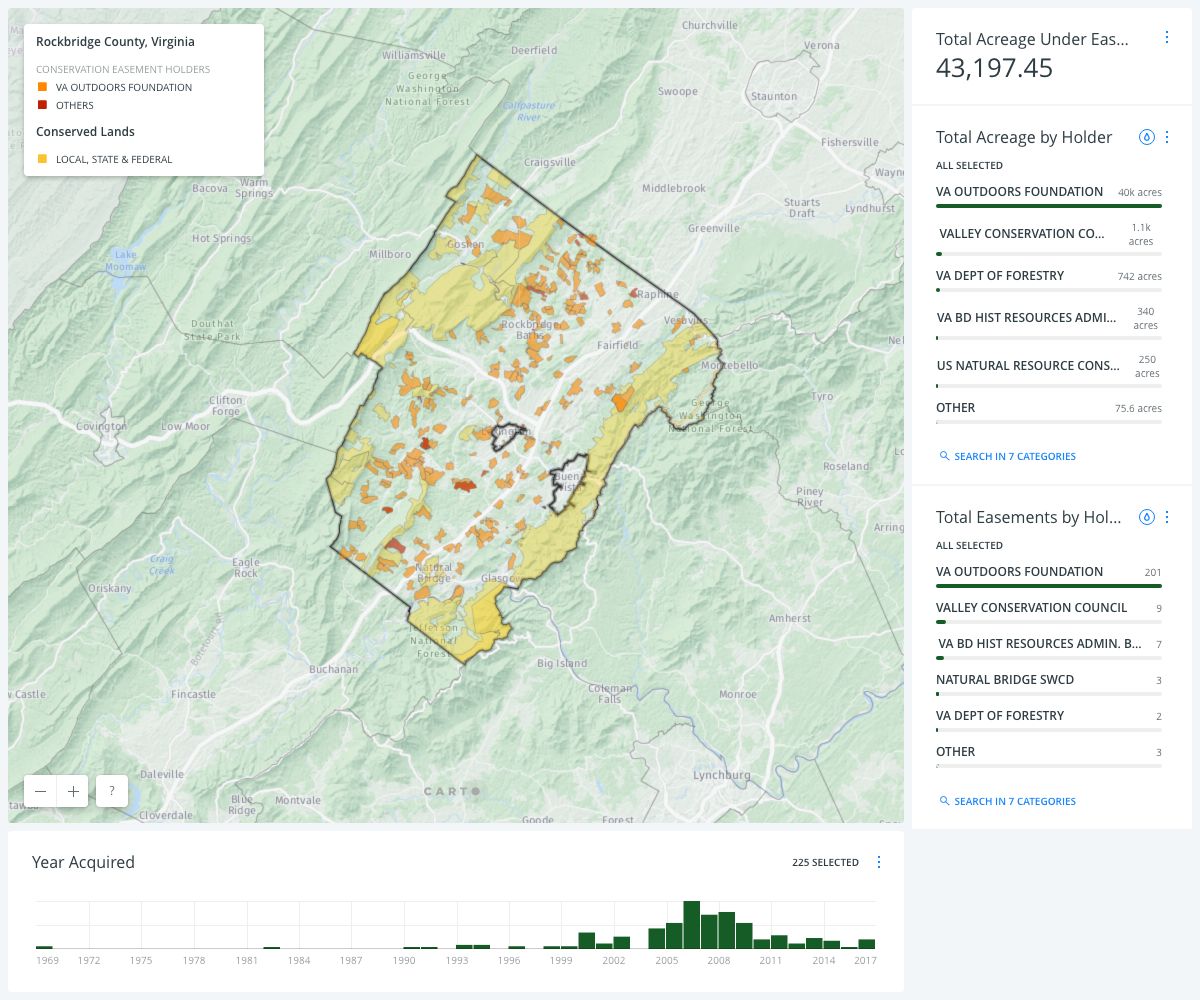 Rockbridge County, Virginia
CONSERVATION EASEMENT HOLDERS
VA OUTDOORS FOUNDATION
OTHERS
Conserved Lands
LOCAL, STATE & FEDERAL
Churchville
Williamsville
Deerfield
Verona
George
Washington
National Forest
Swoope
Staunton
Calfpasture
River
Fishersville
Craigsville
Bacova
Warm
Springs
Middlebrook
Stuarts
Draft
Lyndhurst
Greenville
Hot Springs
Millboro
Goshen
Lake
Moomaw
Raphine
Douthat
State Park
Rockbridge
Baths
Vesuvius
Fairfield
Montebello
Tyro
Clifton
Forge
George
Washington
National Forest
Covington
Low Moor
Lexington
Roseland
Buena
Vista
Piney
River
Craig
Creek
Eagle
Rock
Natural
Bridge
Glasgow
Oriskany
Amherst
Jefferson
National
Forest
Buchanan
Big Island
Fincastle
Coleman
Falls
Monroe
Daleville
Lynchburg
Blue
Ridge
Montvale
Cloverdale
Goode
Forest
− + ?
CARTO
Total Acreage Under Eas...
43,197.45
Total Acreage by Holder
ALL SELECTED
VA OUTDOORS FOUNDATION 40k acres
VALLEY CONSERVATION CO... 1.1k
acres
VA DEPT OF FORESTRY 742 acres
VA BD HIST RESOURCES ADMI... 340
acres
US NATURAL RESOURCE CONS... 250
acres
OTHER 75.6 acres
SEARCH IN 7 CATEGORIES
Total Easements by Hol...
ALL SELECTED
VA OUTDOORS FOUNDATION 201
VALLEY CONSERVATION COUNCIL 9
VA BD HIST RESOURCES ADMIN. B... 7
NATURAL BRIDGE SWCD 3
VA DEPT OF FORESTRY 2
OTHER 3
SEARCH IN 7 CATEGORIES
Year Acquired
225 SELECTED
1969 1972 1975 1978 1981 1984 1987 1990 1993 1996 1999 2002 2005 2008 2011 2014 2017